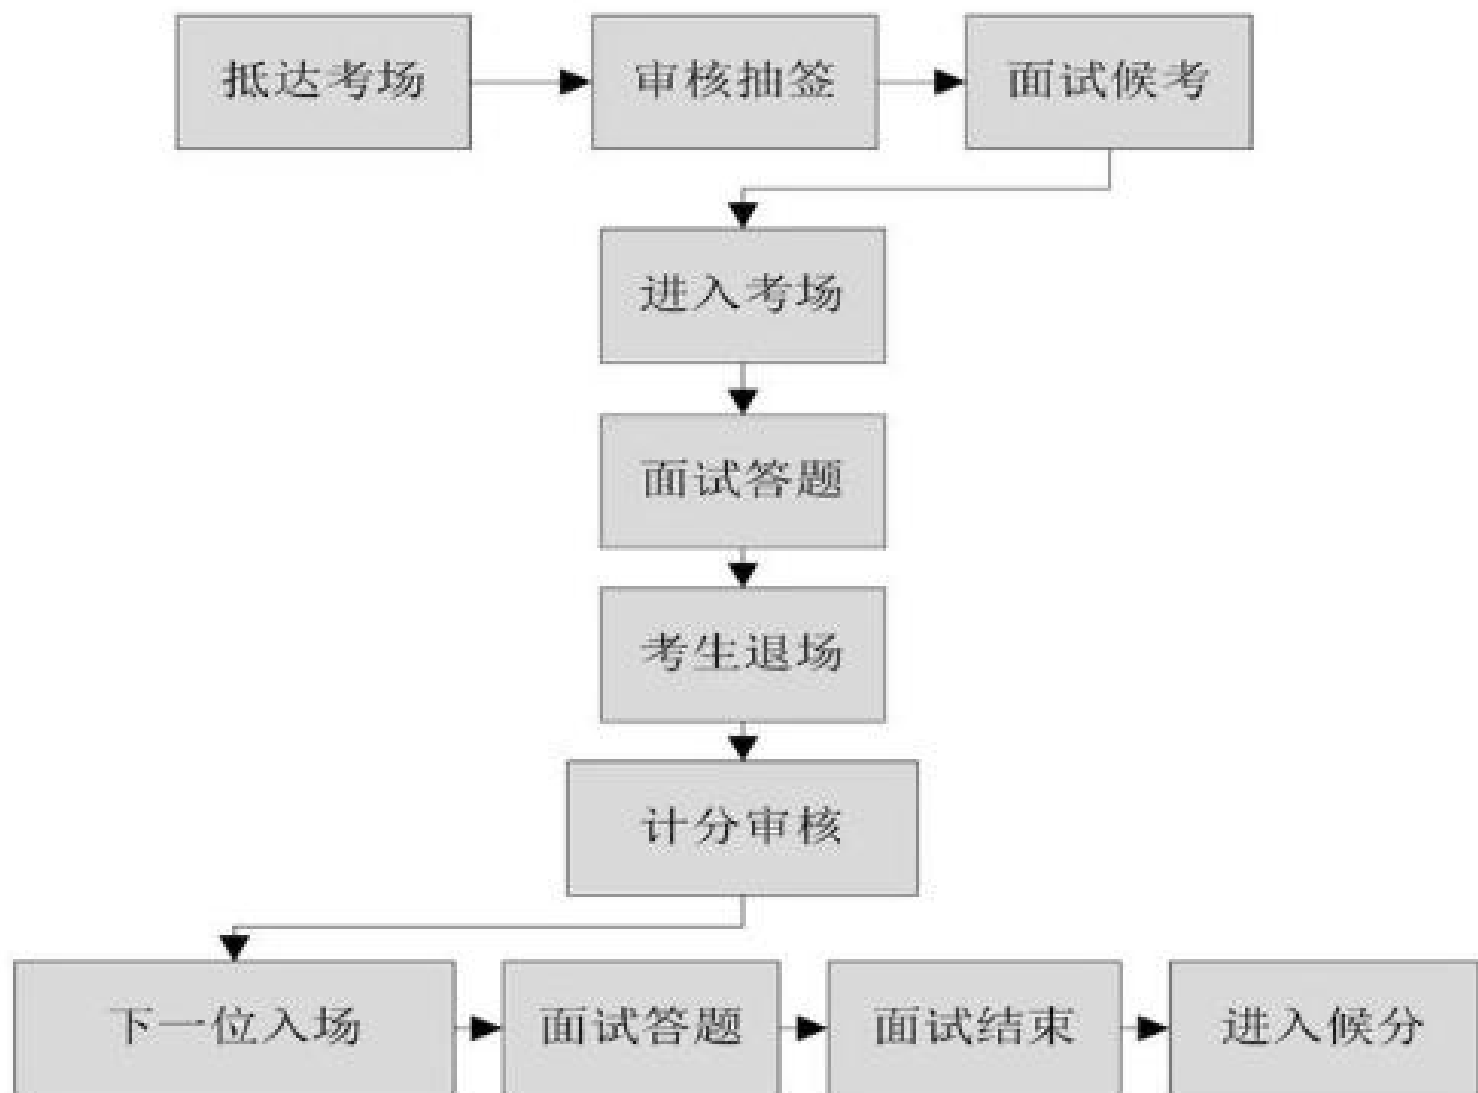 抵达考场
审核抽签
面试候考
进入考场
面试答题
考生退场
计分审核
下一位入场
面试答题
面试结束
进入候分